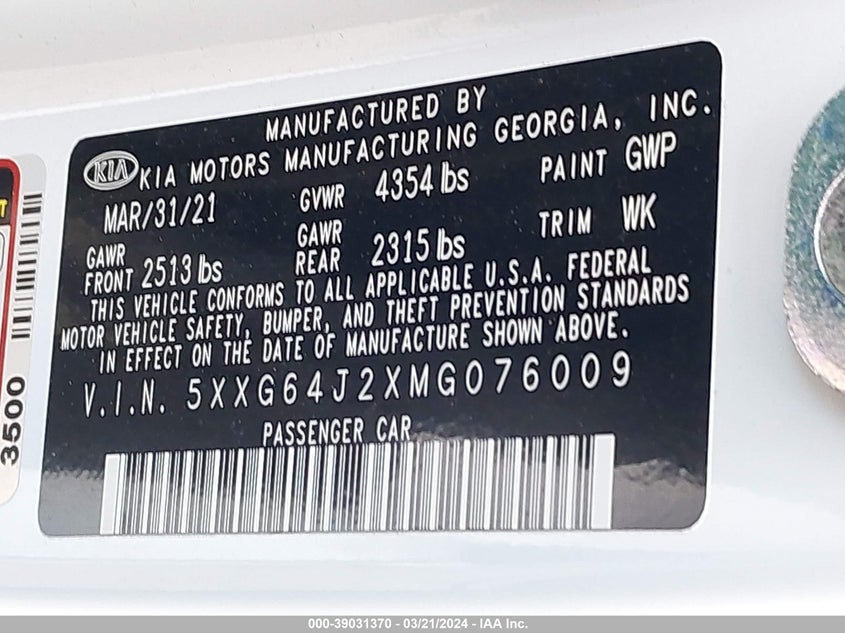 MANUFACTURED BY
KIA KIA MOTORS MANUFACTURING GEORGIA, INC.
MAR/31/21 GVWR 4354 lbs PAINT GWP
GAWR FRONT 2513 lbs GAWR REAR 2315 lbs TRIM WK
THIS VEHICLE CONFORMS TO ALL APPLICABLE U.S.A. FEDERAL
MOTOR VEHICLE SAFETY, BUMPER, AND THEFT PREVENTION STANDARDS
IN EFFECT ON THE DATE OF MANUFACTURE SHOWN ABOVE.
V.I.N. 5XXG64J2XMG076009
PASSENGER CAR
3500
000-39031370 - 03/21/2024 - IAA Inc.